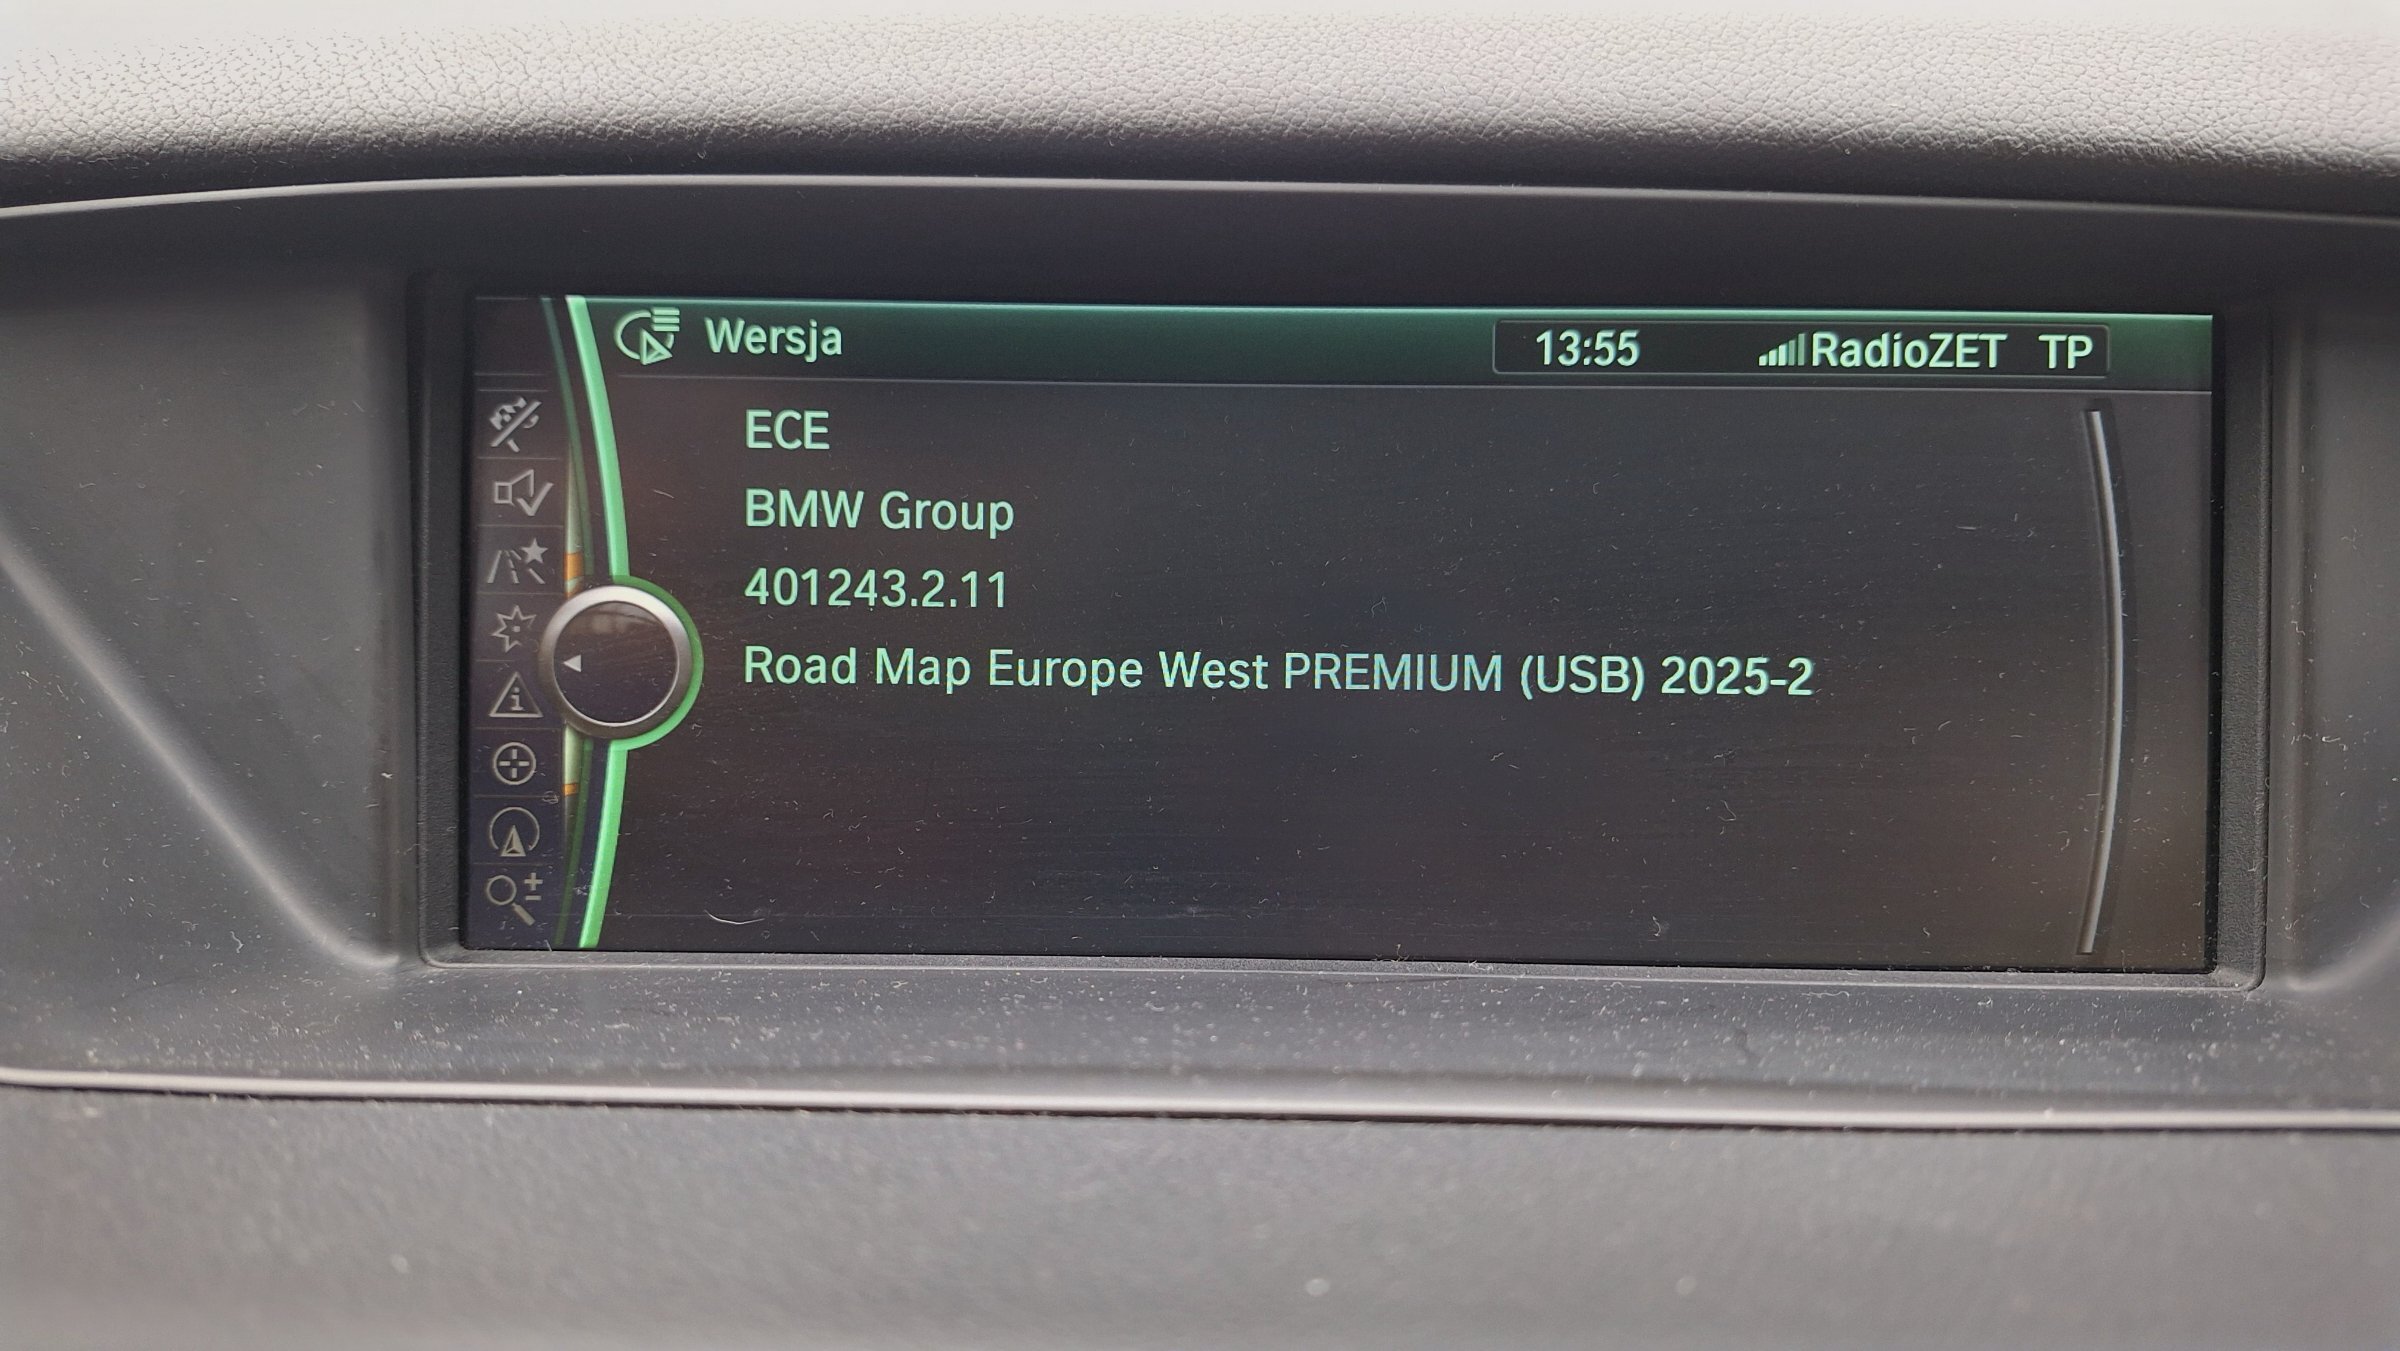 Wersja 13:55 RadioZET TP
ECE
BMW Group
401243.2.11
Road Map Europe West PREMIUM (USB) 2025-2